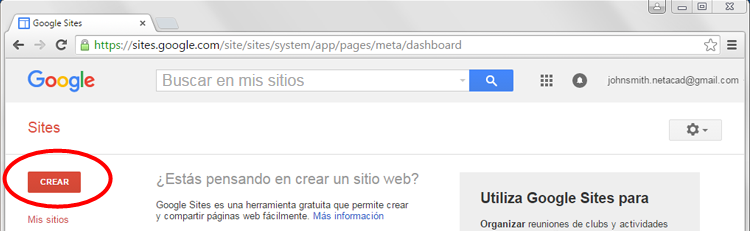 Google Sites
https://sites.google.com/site/sites/system/app/pages/meta/dashboard
Google
Buscar en mis sitios
johnsmith.netacad@gmail.com
Sites
CREAR
Mis sitios
¿Estás pensando en crear un sitio web?
Google Sites es una herramienta gratuita que permite crear
y compartir páginas web fácilmente. Más información
Utiliza Google Sites para
Organizar reuniones de clubs y actividades